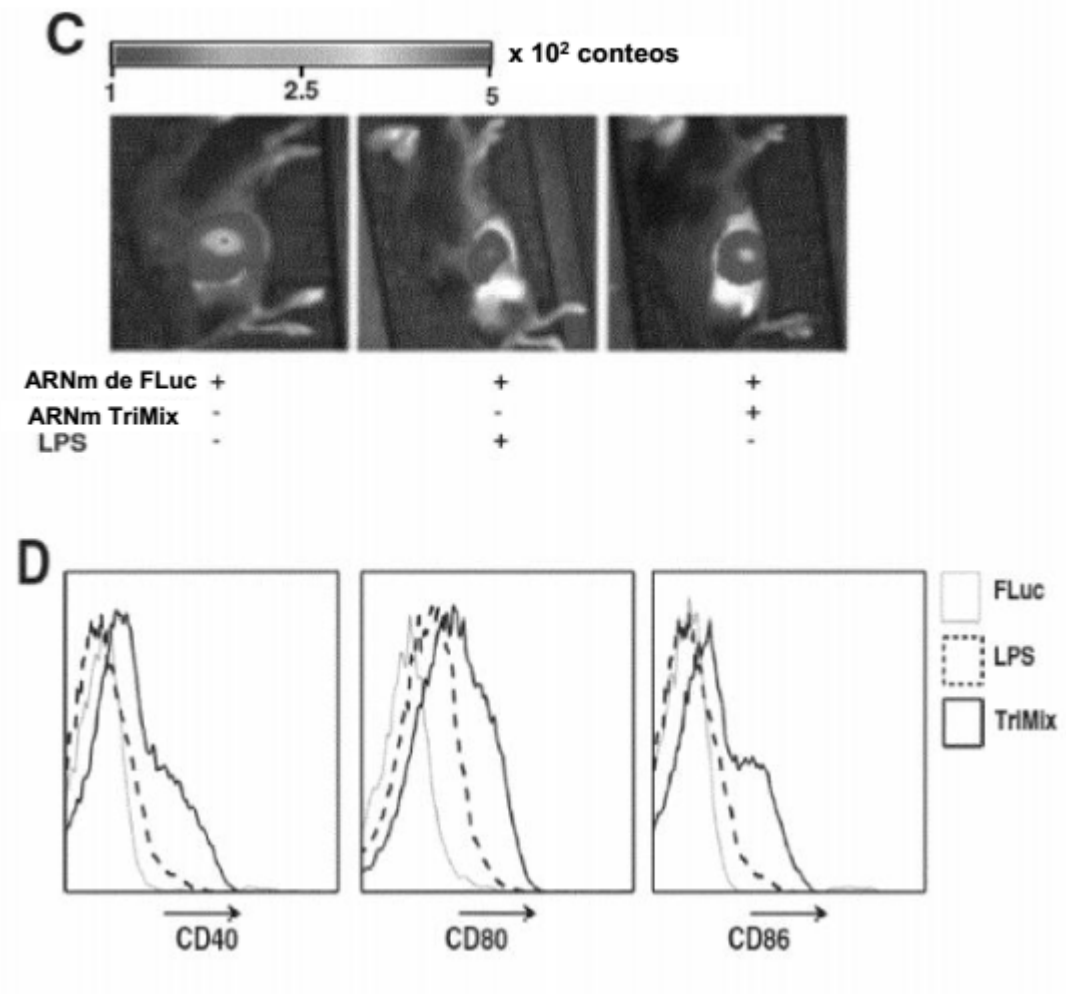 C
x 10² conteos
1 2.5 5
ARNm de FLuc + + +
ARNm TriMix - - +
LPS - + -
D
FLuc
LPS
TriMix
CD40 CD80 CD86